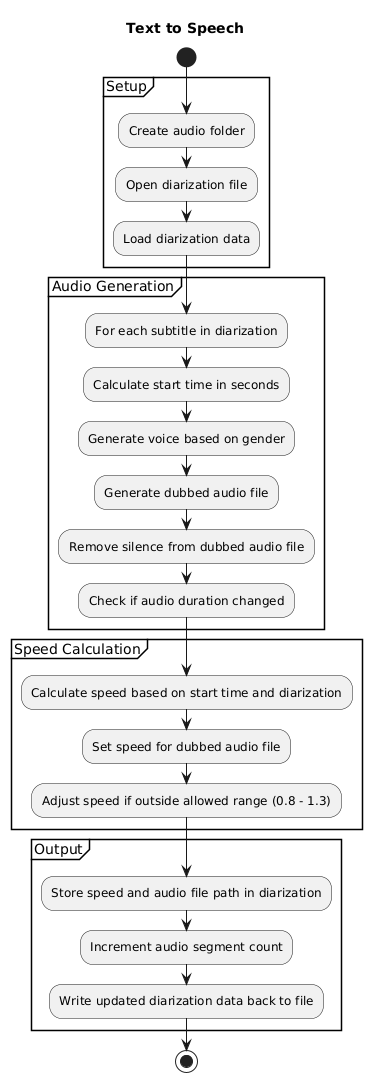 Text to Speech
Setup
Create audio folder
Open diarization file
Load diarization data
Audio Generation
For each subtitle in diarization
Calculate start time in seconds
Generate voice based on gender
Generate dubbed audio file
Remove silence from dubbed audio file
Check if audio duration changed
Speed Calculation
Calculate speed based on start time and diarization
Set speed for dubbed audio file
Adjust speed if outside allowed range (0.8 - 1.3)
Output
Store speed and audio file path in diarization
Increment audio segment count
Write updated diarization data back to file